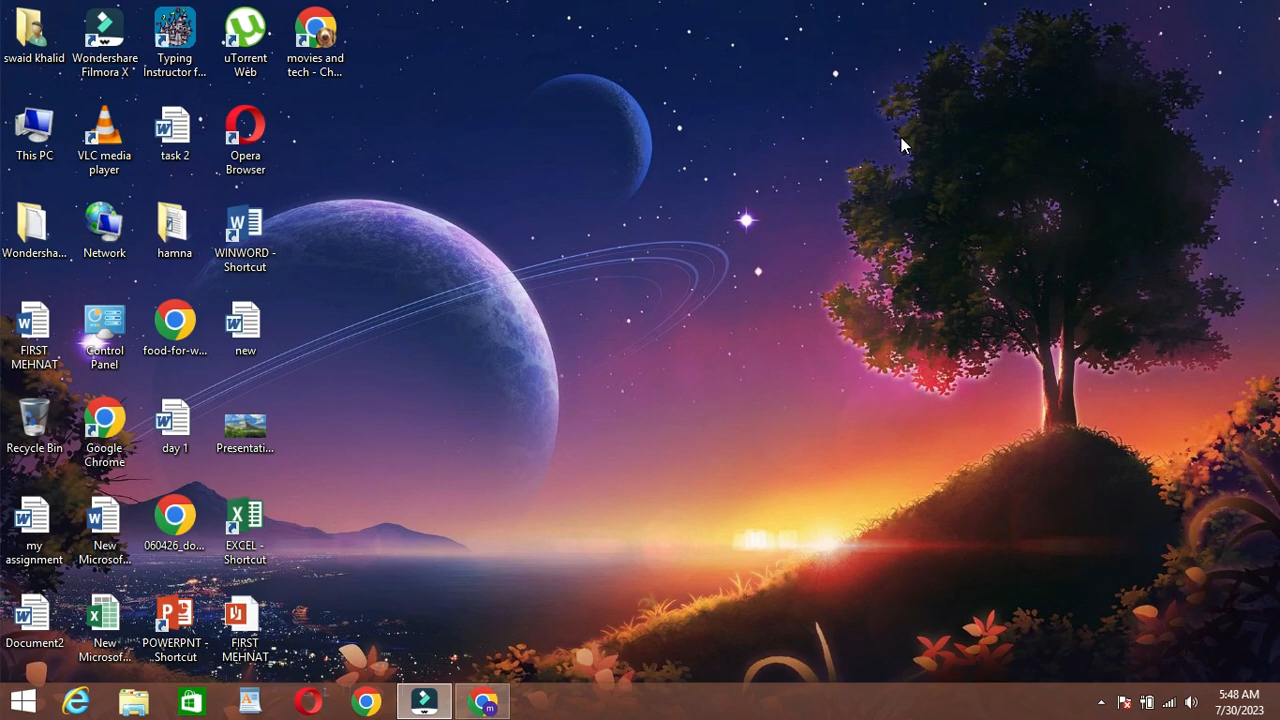 swaid khalid
Wondershare
Filmora X
Typing
Instructor f...
uTorrent
Web
movies and
tech - Ch...
This PC
VLC media
player
task 2
Opera
Browser
Wondersha...
Network
hamna
WINWORD -
Shortcut
FIRST
MEHNAT
Control
Panel
food-for-w...
new
Recycle Bin
Google
Chrome
day 1
Presentati...
my
assignment
New
Microsof...
060426_do...
EXCEL -
Shortcut
Document2
New
Microsof...
POWERPNT -
Shortcut
FIRST
MEHNAT
5:48 AM
7/30/2023